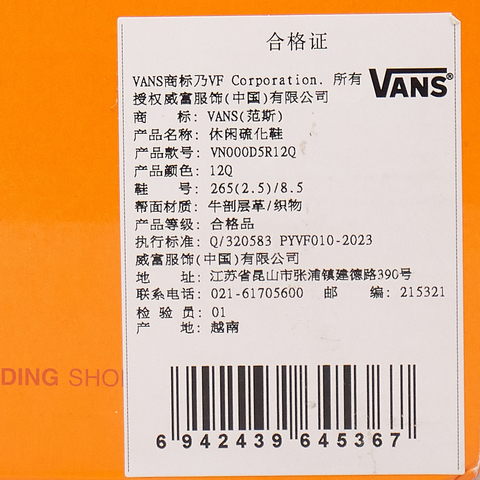 合格证
VANS商标乃VF Corporation. 所有
VANS®
授权威富服饰(中国)有限公司
商 标: VANS(范斯)
产品名称: 休闲硫化鞋
产品款号: VN000D5R12Q
产品颜色: 12Q
鞋 号: 265(2.5)/8.5
帮面材质: 牛剖层革/织物
产品等级: 合格品
执行标准: Q/320583 PYVF010-2023
威富服饰(中国)有限公司
地 址: 江苏省昆山市张浦镇建德路390号
联系电话: 021-61705600 邮 编: 215321
检 验 员: 01
产 地: 越南
DING SHO
6 942439 645367